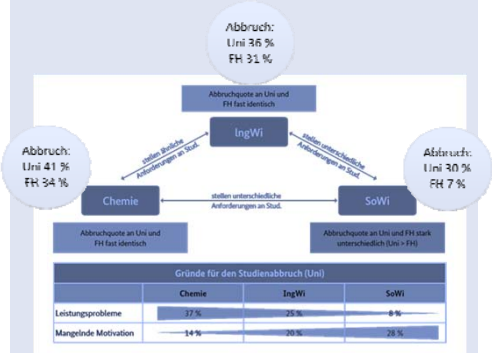 Abbruch:
Uni 36 %
FH 31 %
Abbruchquote an Uni und
FH fast identisch
IngWi
stellen ähnliche
Anforderungen an Stud.
stellen unterschiedliche
Anforderungen an Stud.
Abbruch:
Uni 41 %
FH 34 %
Abbruch:
Uni 30 %
FH 7 %
Chemie
stellen unterschiedliche
Anforderungen an Stud.
SoWi
Abbruchquote an Uni und
FH fast identisch
Abbruchquote an Uni und FH stark
unterschiedlich (Uni > FH)
Gründe für den Studienabbruch (Uni)
Chemie IngWi SoWi
Leistungsprobleme 37 % 25 % 8 %
Mangelnde Motivation 14 % 20 % 28 %